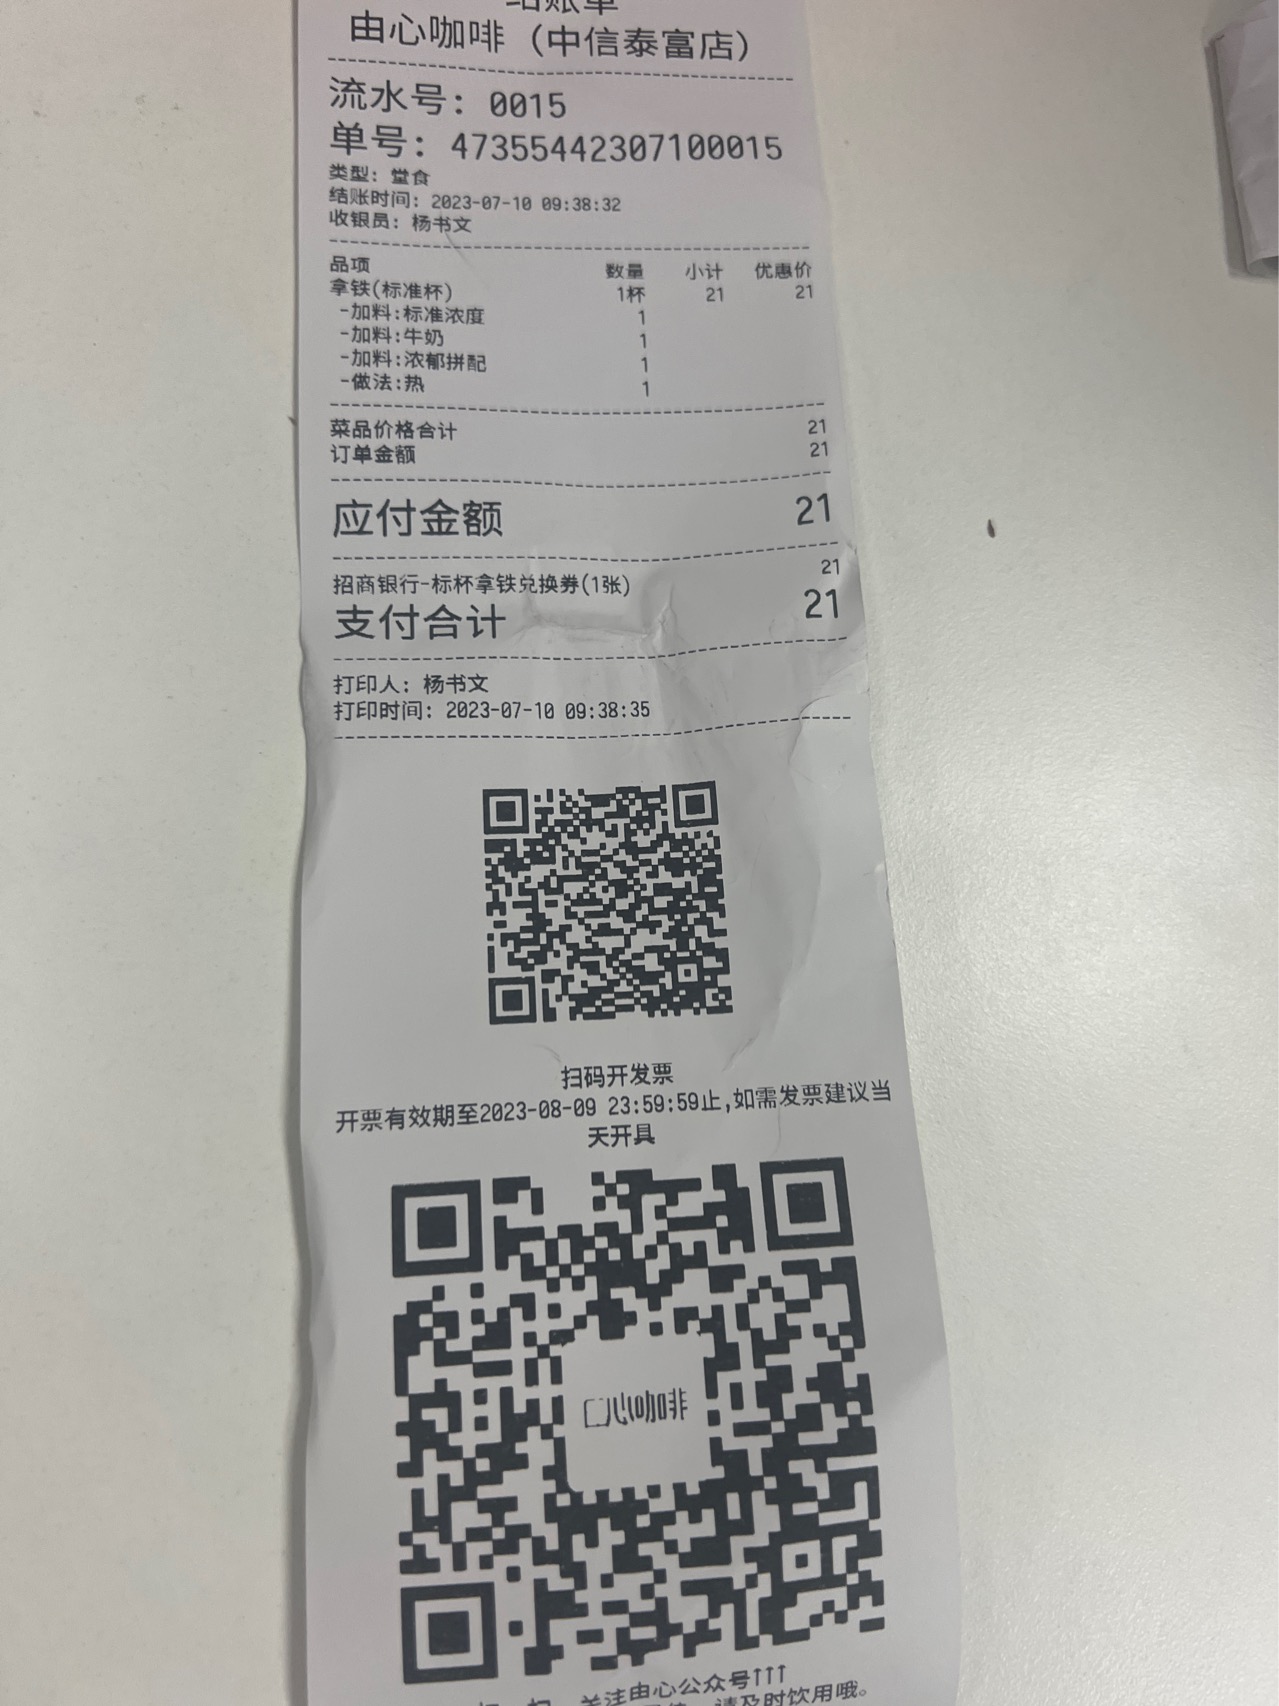 结账单
由心咖啡（中信泰富店）
流水号：0015
单号：47355442307100015
类型：堂食
结账时间：2023-07-10 09:38:32
收银员：杨书文
品项 数量 小计 优惠价
拿铁(标准杯) 1杯 21 21
-加料:标准浓度 1
-加料:牛奶 1
-加料:浓郁拼配 1
-做法:热 1
菜品价格合计 21
订单金额 21
应付金额 21
招商银行-标杯拿铁兑换券(1张) 21
支付合计 21
打印人：杨书文
打印时间：2023-07-10 09:38:35
扫码开发票
开票有效期至2023-08-09 23:59:59止,如需发票建议当
天开具
心咖啡
关注由心公众号↑↑↑
请及时饮用哦。